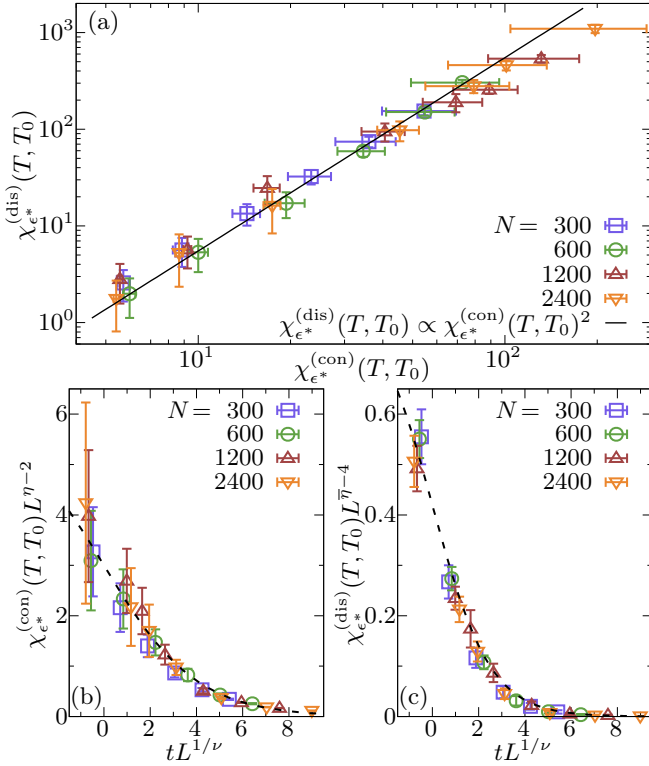 (a)
10^3
10^2
10^1
10^0
χ_{ϵ*}^{(dis)}(T, T_0)
N = 300
600
1200
2400
χ_{ϵ*}^{(dis)}(T, T_0) ∝ χ_{ϵ*}^{(con)}(T, T_0)^2
10^1 10^2
χ_{ϵ*}^{(con)}(T, T_0)
6
4
2
0
χ_{ϵ*}^{(con)}(T, T_0)L^{η−2}
N = 300
600
1200
2400
(b)
0 2 4 6 8
tL^{1/ν}
0.6
0.4
0.2
0
χ_{ϵ*}^{(dis)}(T, T_0)L^{\overline{η}−4}
N = 300
600
1200
2400
(c)
0 2 4 6 8
tL^{1/ν}